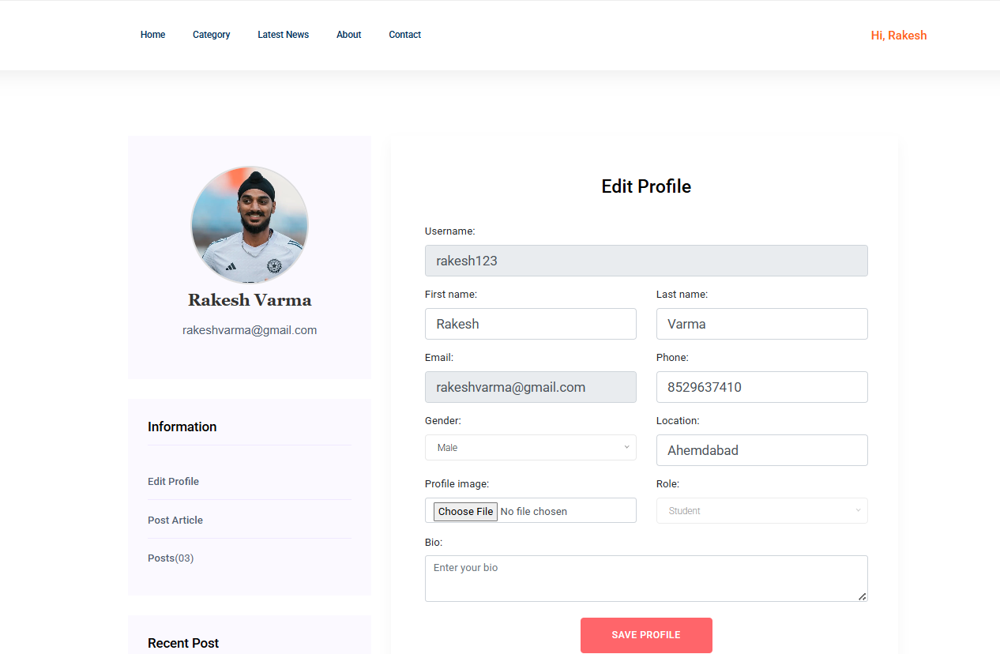 Home Category Latest News About Contact Hi, Rakesh
Rakesh Varma
rakeshvarma@gmail.com
Information
Edit Profile
Post Article
Posts(03)
Recent Post
Edit Profile
Username:
rakesh123
First name: Last name:
Rakesh Varma
Email: Phone:
rakeshvarma@gmail.com 8529637410
Gender: Location:
Male Ahemdabad
Profile image: Role:
Choose File No file chosen Student
Bio:
Enter your bio
SAVE PROFILE